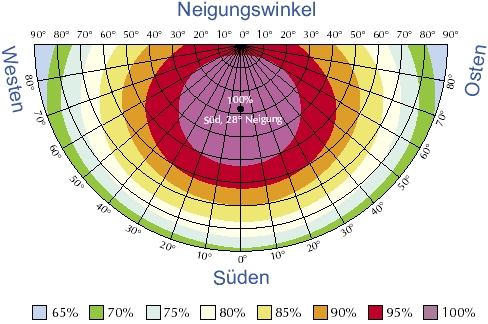 Neigungswinkel
90° 80° 70° 60° 50° 40° 30° 20° 10° 0° 10° 20° 30° 40° 50° 60° 70° 80° 90°
Westen
Osten
80° 80°
70° 70°
60° 60°
50° 50°
40° 40°
30° 30°
20° 20°
10° 10°
0°
100%
Süd, 28° Neigung
Süden
65% 70% 75% 80% 85% 90% 95% 100%